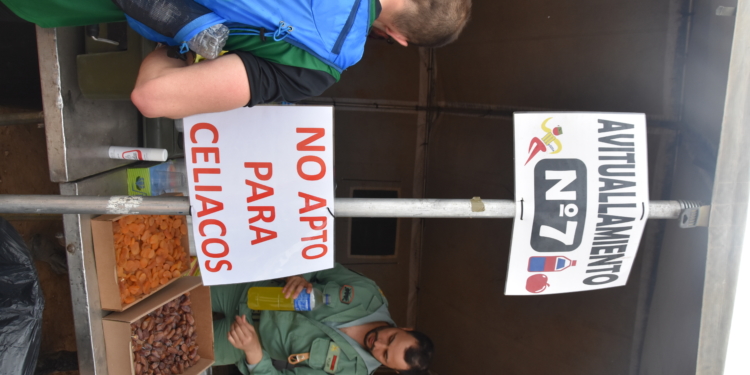 AVITUALLAMIENTO
Nº7
NO APTO
PARA
CELIACOS